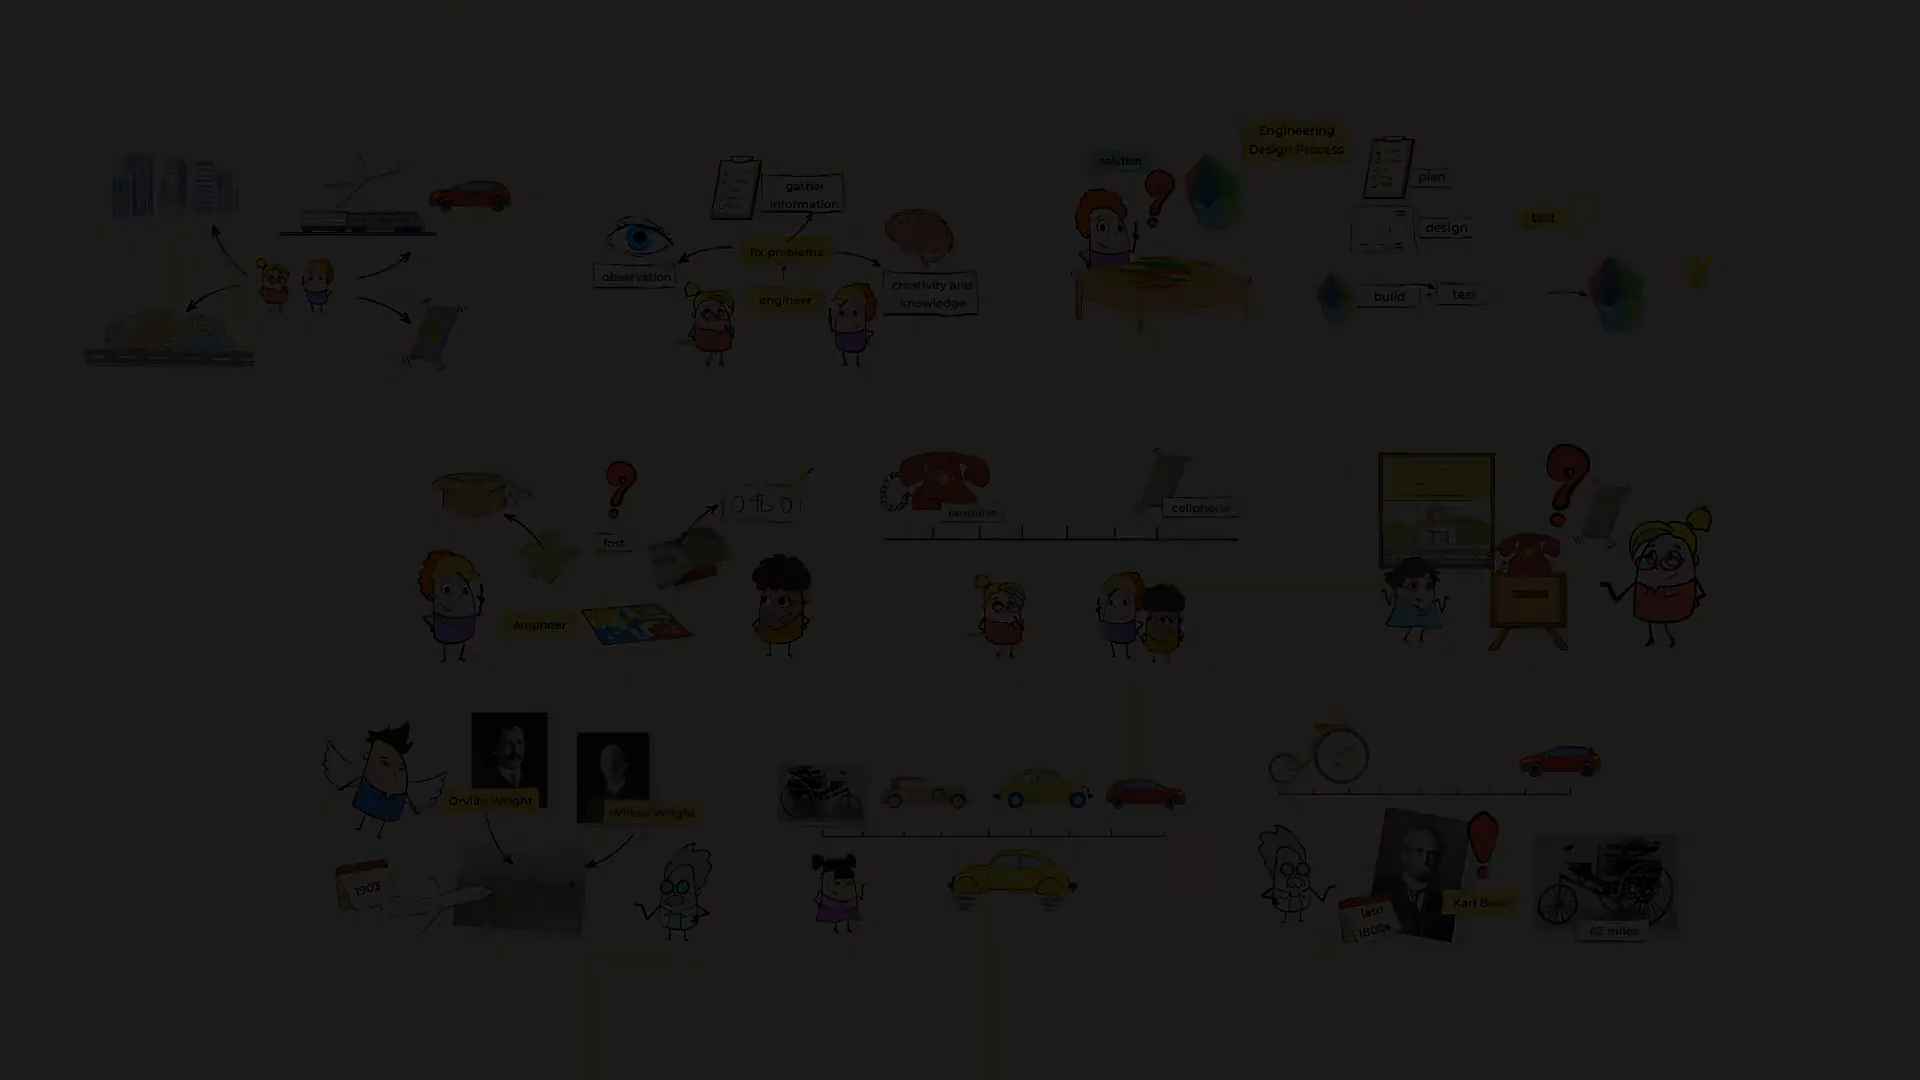 Engineering
Design Process
solution
plan
gather
information
design
test
fix problems
observation
creativity and
knowledge
engineer
build
test
landline
cellphone
fast
engineer
Orville Wright
Wilbur Wright
1903
late
1800s
Karl Benz
62 miles